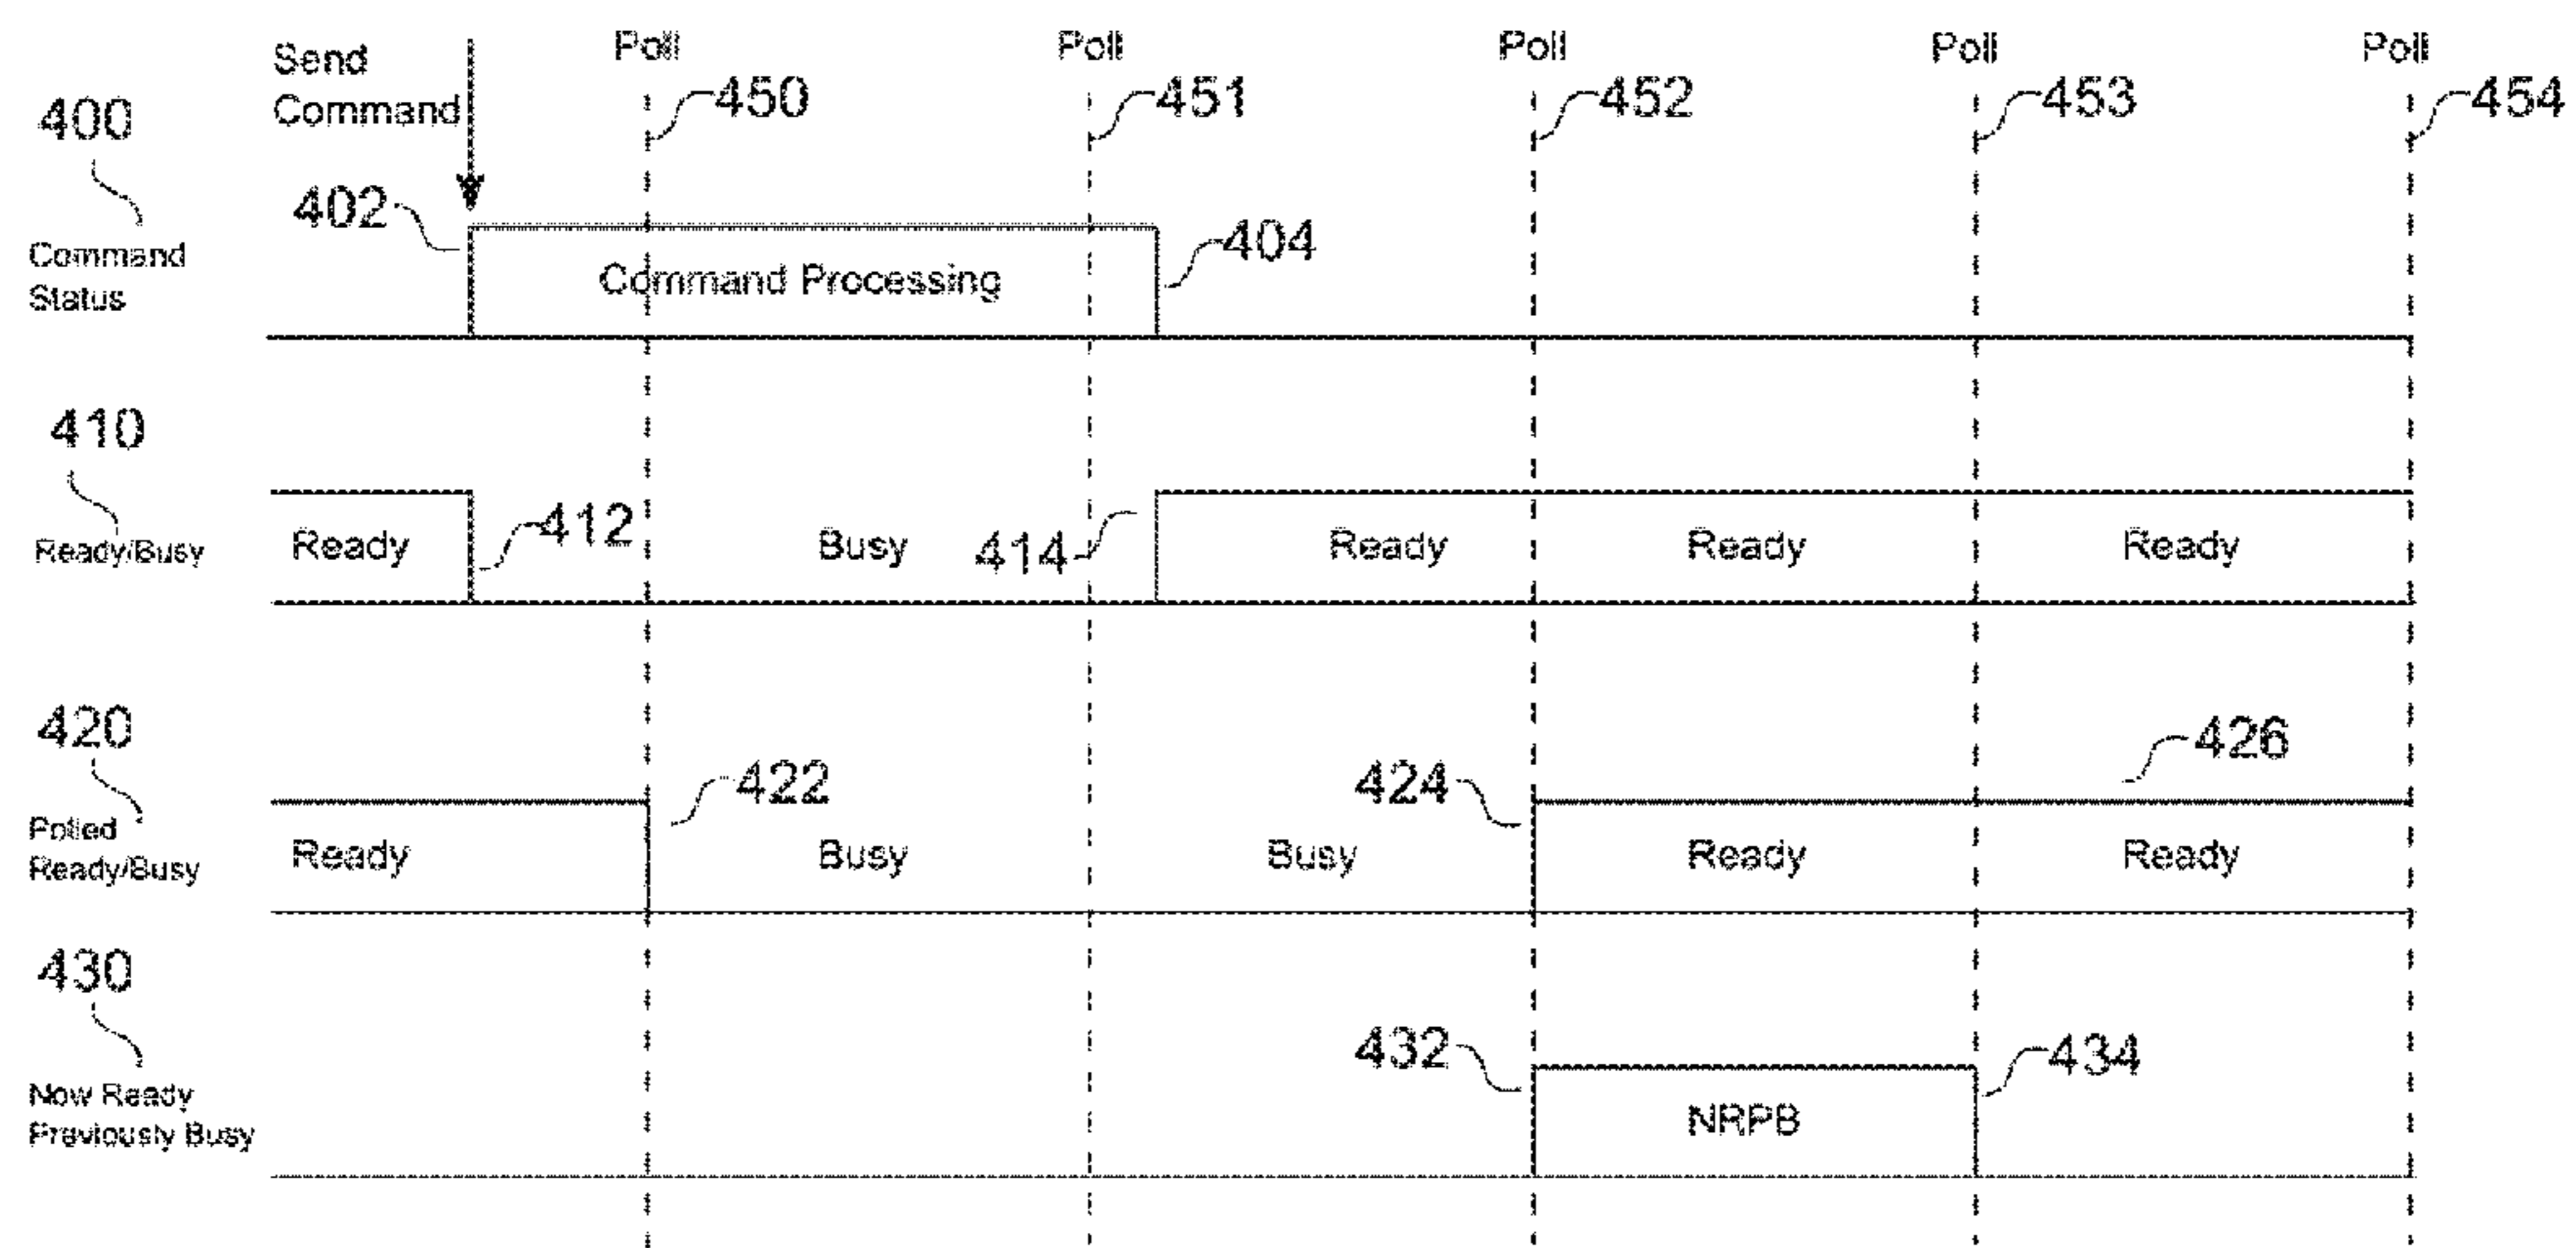 Poll Poll Poll Poll Poll
Send
Command
450 451 452 453 454
400
402
404
Command
Status
Command Processing
410
412
414
Ready/Busy
Ready Busy Ready Ready Ready
420
422
424
426
Polled
Ready/Busy
Ready Busy Busy Ready Ready
430
432
434
Now Ready
Previously Busy
NRPB